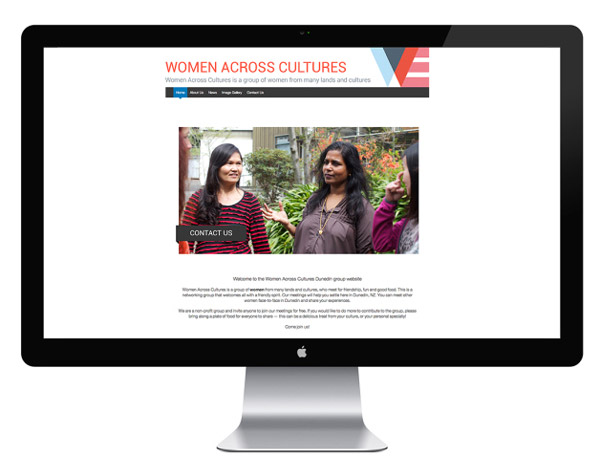 WOMEN ACROSS CULTURES
Women Across Cultures is a group of women from many lands and cultures
Home About Us News Image Gallery Contact Us
CONTACT US
Welcome to the Women Across Cultures Dunedin group website
Women Across Cultures is a group of women from many lands and cultures, who meet for friendship, fun and good food. This is a
networking group that welcomes all with a friendly spirit. Our meetings will help you settle here in Dunedin, NZ. You can meet other
women face-to-face in Dunedin and share your experiences.
We are a non-profit group and invite anyone to join our meetings for free. If you would like to do more to contribute to the group, please
bring along a plate of food for everyone to share — this can be a delicious treat from your culture, or your personal specialty!
Come join us!